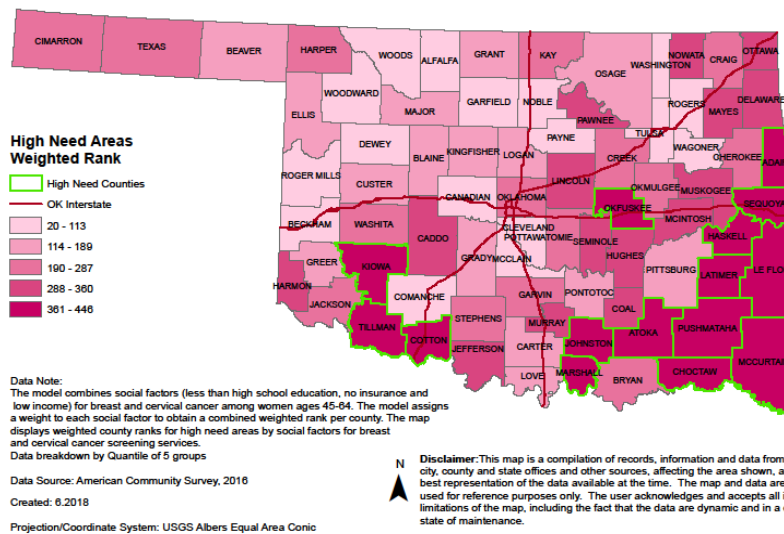 CIMARRON
TEXAS
BEAVER
HARPER
WOODS
ALFALFA
GRANT
KAY
OSAGE
WASHINGTON
NOWATA
CRAIG
OTTAWA
ELLIS
WOODWARD
MAJOR
GARFIELD
NOBLE
PAWNEE
ROGERS
MAYES
DELAWARE
DEWEY
BLAINE
KINGFISHER
LOGAN
PAYNE
CREEK
TULSA
WAGONER
CHEROKEE
ADAIR
ROGER MILLS
CUSTER
CANADIAN
OKLAHOMA
LINCOLN
OKFUSKEE
OKMULGEE
MUSKOGEE
SEQUOYA
BECKHAM
WASHITA
CADDO
GRADY
MCCLAIN
CLEVELAND
POTTAWATOMIE
SEMINOLE
HUGHES
MCINTOSH
HASKELL
LE FLO
GREER
KIOWA
COMANCHE
GARVIN
PONTOTOC
PITTSBURG
LATIMER
HARMON
JACKSON
TILLMAN
COTTON
STEPHENS
MURRAY
COAL
ATOKA
PUSHMATAHA
JEFFERSON
CARTER
JOHNSTON
MCCURTAI
LOVE
MARSHALL
BRYAN
CHOCTAW
High Need Areas
Weighted Rank
High Need Counties
OK Interstate
20 - 113
114 - 189
190 - 287
288 - 360
361 - 446
Data Note:
The model combines social factors (less than high school education, no insurance and
low income) for breast and cervical cancer among women ages 45-64. The model assigns
a weight to each social factor to obtain a combined weighted rank per county. The map
displays weighted county ranks for high need areas by social factors for breast
and cervical cancer screening services.
Data breakdown by Quantile of 5 groups
Data Source: American Community Survey, 2016
Created: 6.2018
Projection/Coordinate System: USGS Albers Equal Area Conic
N
Disclaimer:This map is a compilation of records, information and data from
city, county and state offices and other sources, affecting the area shown, a
best representation of the data available at the time. The map and data are
used for reference purposes only. The user acknowledges and accepts all i
limitations of the map, including the fact that the data are dynamic and in a c
state of maintenance.